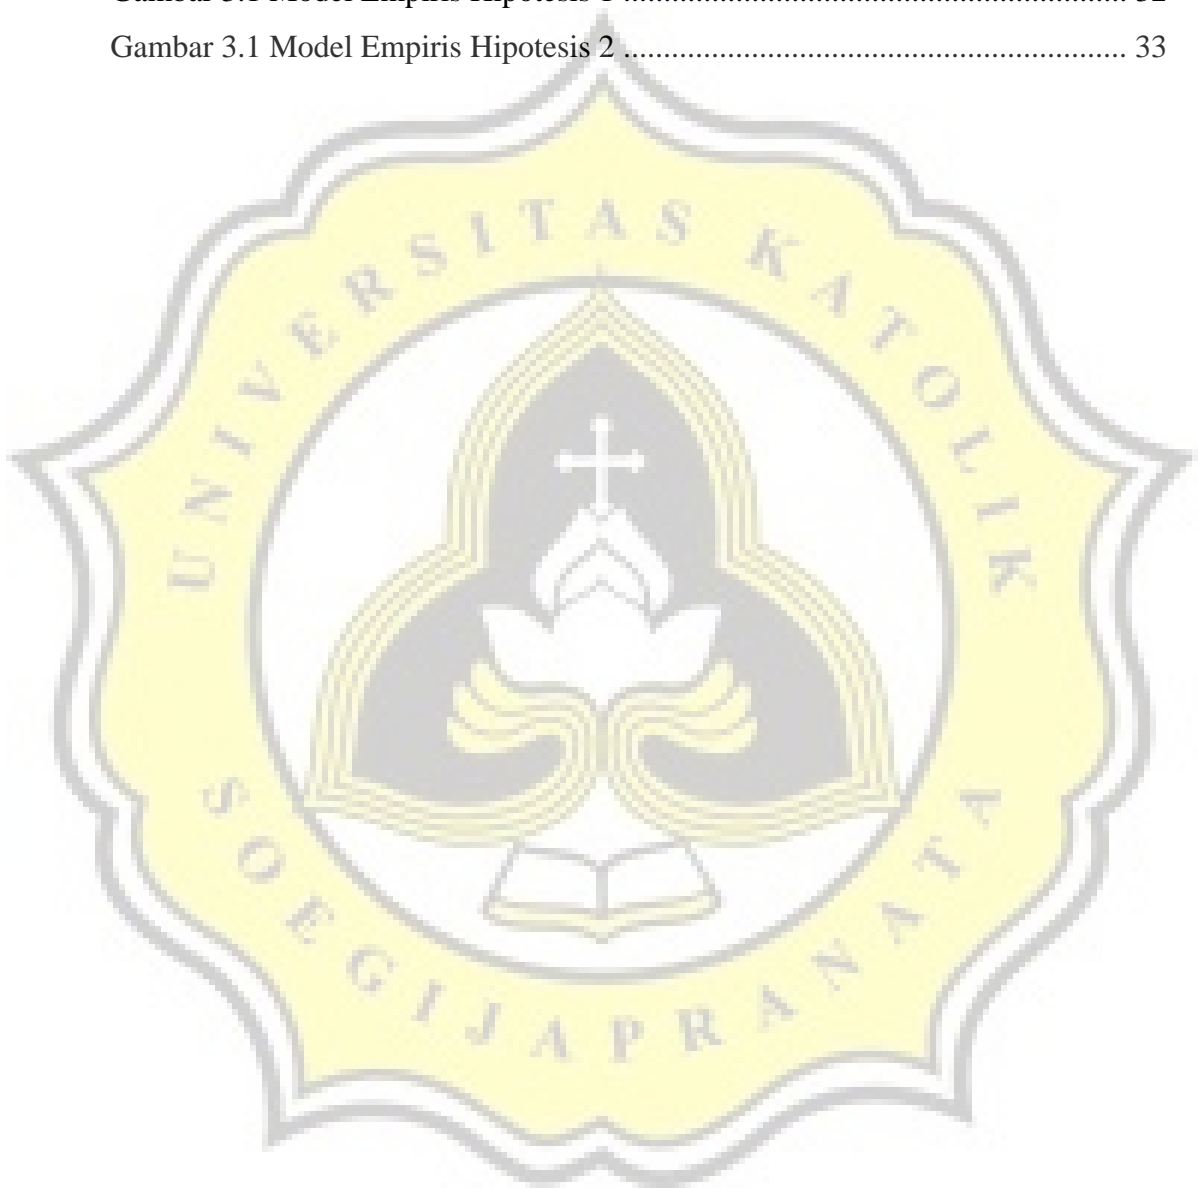 Gambar 3.1 Model Empiris Hipotesis 1 ............................................................... 32
Gambar 3.1 Model Empiris Hipotesis 2 ............................................................... 33
UNIVERSITAS KATOLIK
SOEGIJAPRANATA